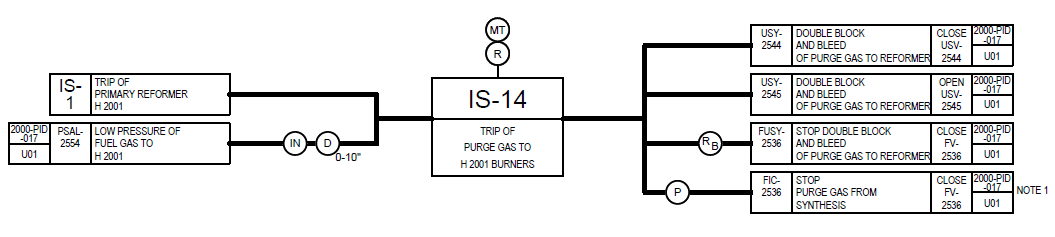 MT
R
IS-
1
TRIP OF
PRIMARY REFORMER
H 2001
2000-PID
-017
U01
PSAL-
2554
LOW PRESSURE OF
FUEL GAS TO
H 2001
IN
D
0-10"
IS-14
TRIP OF
PURGE GAS TO
H 2001 BURNERS
R B
P
USY-
2544
DOUBLE BLOCK
AND BLEED
OF PURGE GAS TO REFORMER
CLOSE
USV-
2544
2000-PID
-017
U01
USY-
2545
DOUBLE BLOCK
AND BLEED
OF PURGE GAS TO REFORMER
OPEN
USV-
2545
2000-PID
-017
U01
FUSY-
2536
STOP DOUBLE BLOCK
AND BLEED
OF PURGE GAS TO REFORMER
CLOSE
FV-
2536
2000-PID
-017
U01
FIC-
2536
STOP
PURGE GAS FROM
SYNTHESIS
CLOSE
FV-
2536
2000-PID
-017
U01
NOTE 1